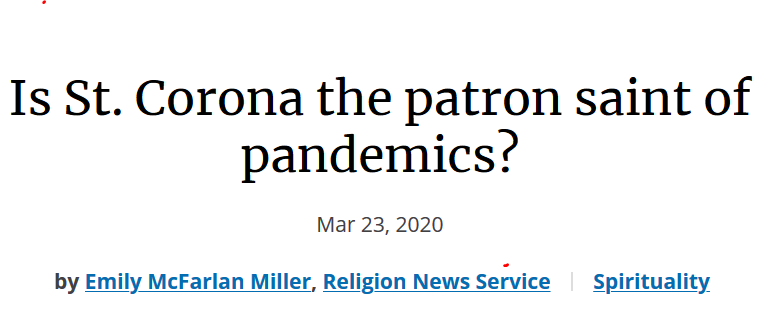 Is St. Corona the patron saint of
pandemics?
Mar 23, 2020
by Emily McFarlan Miller, Religion News Service | Spirituality